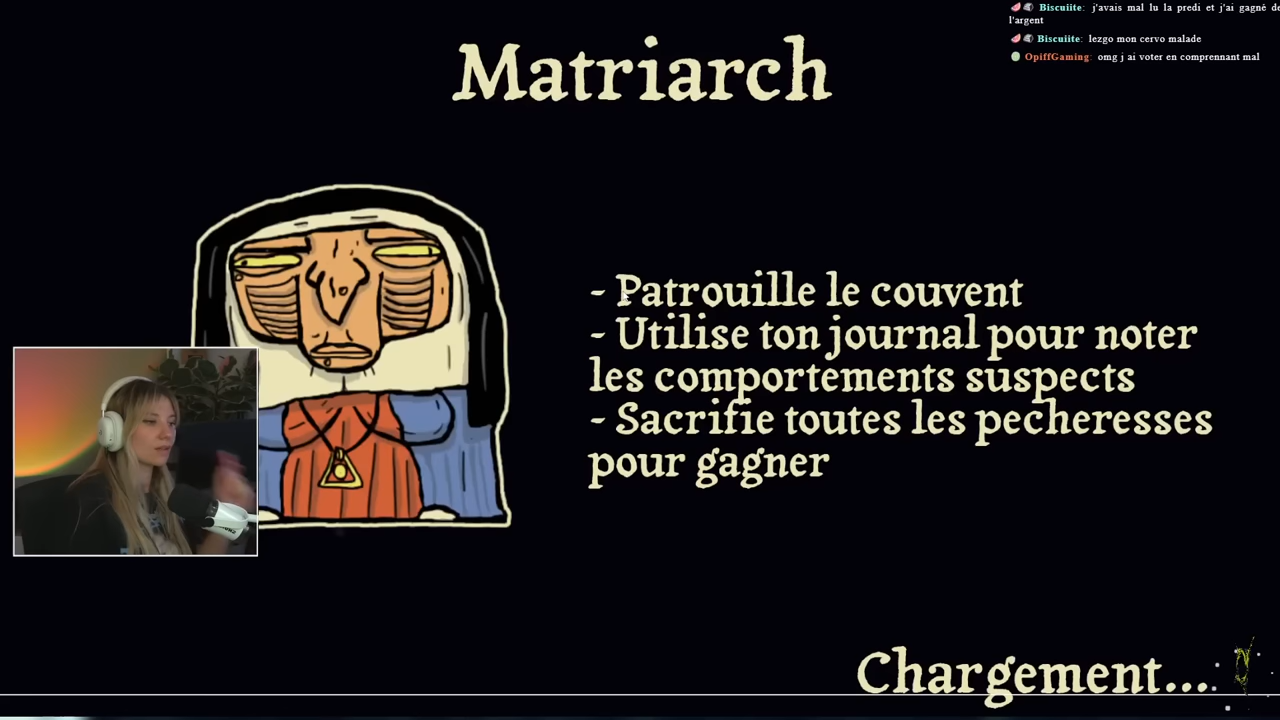 Biscuiite: j'avais mal lu la predi et j'ai gagné de
l'argent
Biscuiite: lezgo mon cervo malade
OpiffGaming: omg j ai voter en comprennant mal
Matriarch
- Patrouille le couvent
- Utilise ton journal pour noter
les comportements suspects
- Sacrifie toutes les pecheresses
pour gagner
Chargement...